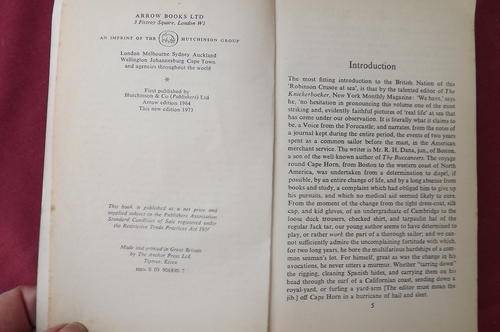 ARROW BOOKS LTD
3 Fitzroy Square, London W1
AN IMPRINT OF THE HUTCHINSON GROUP
London Melbourne Sydney Auckland
Wellington Johannesburg Cape Town
and agencies throughout the world
*
First published by
Hutchinson & Co (Publishers) Ltd
Arrow edition 1964
This new edition 1973
This book is published at a net price and
supplied subject to the Publishers Association
Standard Conditions of Sale registered under
the Restrictive Trade Practices Act 1956
Made and printed in Great Britain
by The Anchor Press Ltd,
Tiptree, Essex
ISBN 0 09 906890 7
Introduction
The most fitting introduction to the British Nation of this
'Robinson Crusoe at sea', is that by the talented editor of The
Knickerbocker, New York Monthly Magazine: 'We have,' says
he, 'no hesitation in pronouncing this volume one of the most
striking and, evidently faithful pictures of "real life" at sea that
has come under our observation. It is literally what it claims to
be, a Voice from the Forecastle; and narrates, from the notes of
a journal kept during the entire period, the events of two years
spent as a common sailor before the mast, in the American
merchant service. The writer is Mr. R. H. Dana, jun., of Boston,
a son of the well known author of The Buccaneers. The voyage
round Cape Horn, from Boston to the western coast of North
America, was undertaken from a determination to dispel, if
possible, by an entire change of life, and by a long absence from
books and study, a complaint which had obliged him to give up
his pursuits, and which no medical aid seemed likely to cure.
From the moment of the change from the tight dress-coat, silk
cap, and kid gloves, of an undergraduate of Cambridge to the
loose duck trousers, checked shirt, and tarpaulin hat of the
regular Jack tar, our young author seems to have determined to
play, or rather work the part of a thorough sailor; and we can-
not sufficiently admire the uncomplaining fortitude with which,
for two long years, he bore the multifarious hardships of a com-
mon seaman's lot. For himself, great as was the change in his
avocations, he never utters a murmur. Whether "tarring down"
the rigging, cleaning Spanish hides, and carrying them on his
head through the surf of a Californian coast, sending down a
royal-yard, or furling a yard-arm [The editor must mean the
jib.] off Cape Horn in a hurricane of hail and sleet.
5